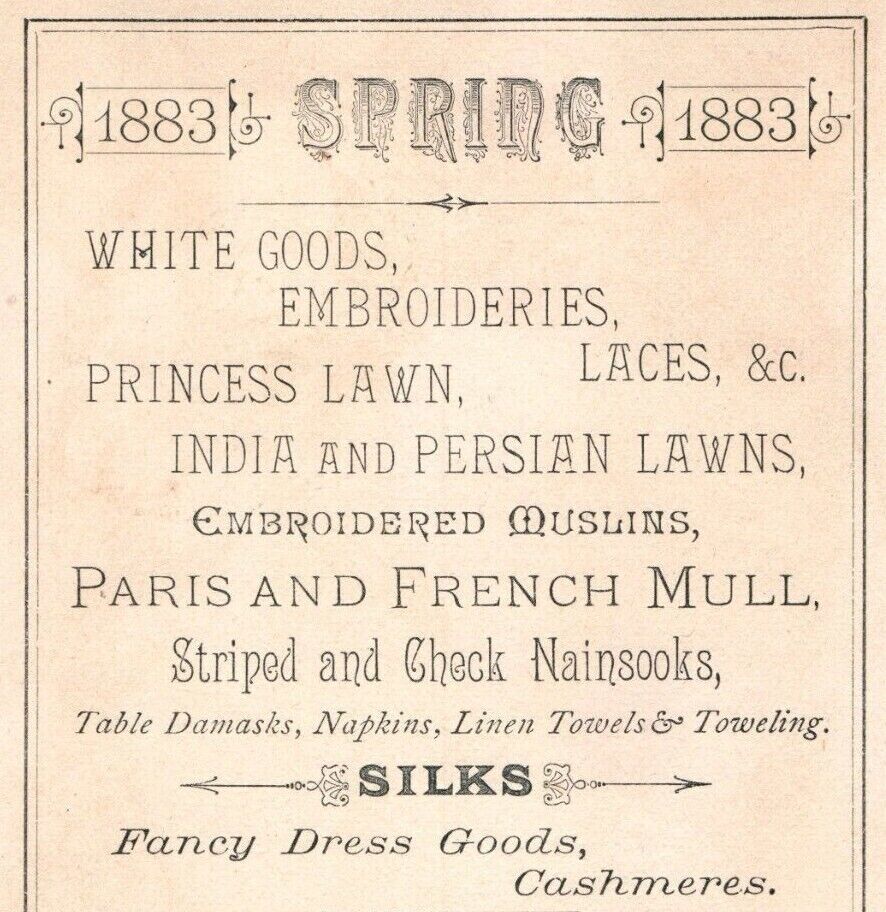 1883 SPRING 1883
WHITE GOODS,
EMBROIDERIES,
LACES, &C.
PRINCESS LAWN,
INDIA AND PERSIAN LAWNS,
EMBROIDERED MUSLINS,
PARIS AND FRENCH MULL,
Striped and Check Nainsooks,
Table Damasks, Napkins, Linen Towels & Toweling.
SILKS
Fancy Dress Goods,
Cashmeres.